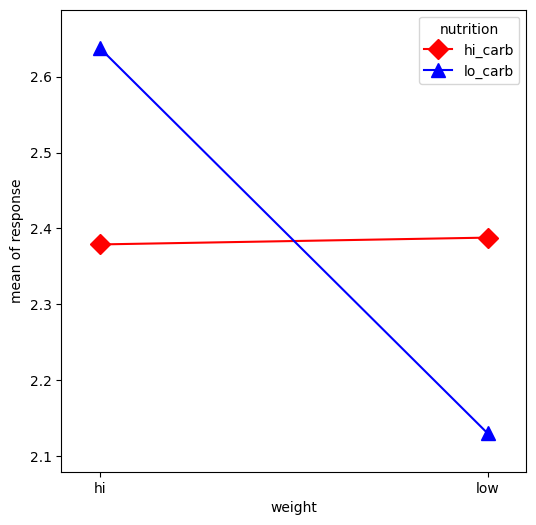 nutrition
hi_carb
lo_carb
mean of response
2.6
2.5
2.4
2.3
2.2
2.1
hi
low
weight